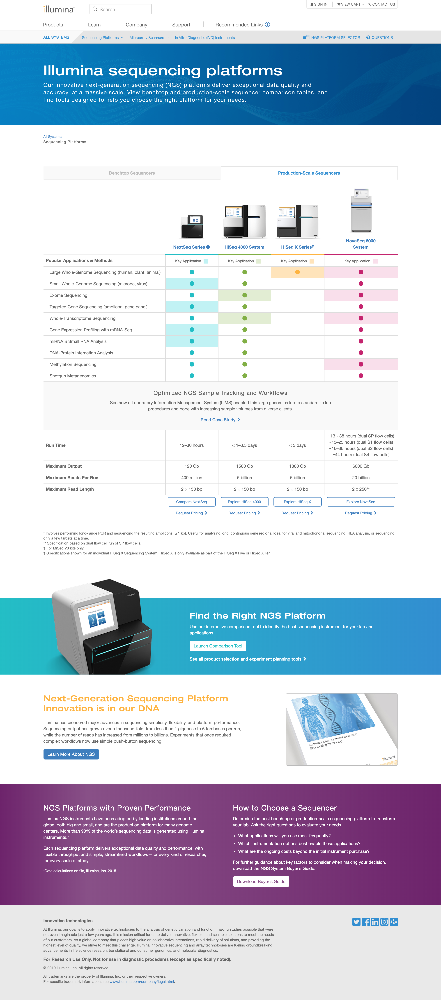 illumina®
Search
SIGN IN
VIEW CART
CONTACT US
Products
Learn
Company
Support
Recommended Links
ALL SYSTEMS
Sequencing Platforms
Microarray Scanners
In Vitro Diagnostic (IVD) Instruments
NGS PLATFORM SELECTOR
QUESTIONS
Illumina sequencing platforms
Our innovative next-generation sequencing (NGS) platforms deliver exceptional data quality and
accuracy, at a massive scale. View benchtop and production-scale sequencer comparison tables, and
find tools designed to help you choose the right platform for your needs.
All Systems:
Sequencing Platforms
Benchtop Sequencers
Production-Scale Sequencers
NextSeq Series
HiSeq 4000 System
HiSeq X Series‡
NovaSeq 6000
System
Popular Applications & Methods
Key Application
Key Application
Key Application
Key Application
Large Whole-Genome Sequencing (human, plant, animal)
Small Whole-Genome Sequencing (microbe, virus)
Exome Sequencing
Targeted Gene Sequencing (amplicon, gene panel)
Whole-Transcriptome Sequencing
Gene Expression Profiling with mRNA-Seq
miRNA & Small RNA Analysis
DNA-Protein Interaction Analysis
Methylation Sequencing
Shotgun Metagenomics
Optimized NGS Sample Tracking and Workflows
See how a Laboratory Information Management System (LIMS) enabled this large genomics lab to standardize lab
procedures and cope with increasing sample volumes from diverse clients.
Read Case Study
Run Time
12–30 hours
< 1–3.5 days
< 3 days
~13 - 38 hours (dual SP flow cells)
~13–25 hours (dual S1 flow cells)
~16–36 hours (dual S2 flow cells)
~44 hours (dual S4 flow cells)
Maximum Output
120 Gb
1500 Gb
1800 Gb
6000 Gb
Maximum Reads Per Run
400 million
5 billion
6 billion
20 billion
Maximum Read Length
2 × 150 bp
2 × 150 bp
2 × 150 bp
2 x 250**
Compare NextSeq
Explore HiSeq 4000
Explore HiSeq X
Explore NovaSeq
Request Pricing
Request Pricing
Request Pricing
Request Pricing
* Involves performing long-range PCR and sequencing the resulting amplicons (≥ 1 kb). Useful for analyzing long, continuous gene regions. Ideal for viral and mitochondrial sequencing, HLA analysis, or sequencing
only a few targets at a time.
** Specification based on dual flow cell run of SP flow cells.
† For MiSeq V3 kits only.
‡ Specifications shown for an individual HiSeq X Sequencing System. HiSeq X is only available as part of the HiSeq X Five or HiSeq X Ten.
MiniSeq
Welcome to MiniSeq
Find the Right NGS Platform
Use our interactive comparison tool to identify the best sequencing instrument for your lab and
applications.
Launch Comparison Tool
See all product selection and experiment planning tools
Next-Generation Sequencing Platform
Innovation is in our DNA
Illumina has pioneered major advances in sequencing simplicity, flexibility, and platform performance.
Sequencing output has grown over a thousand-fold, from less than 1 gigabase to 6 terabases per run,
while the number of reads has increased from millions to billions. Experiments that once required
complex workflows now use simple push-button sequencing.
Learn More About NGS
An Introduction to Next-Generation
Sequencing Technology
illumina
NGS Platforms with Proven Performance
Illumina NGS instruments have been adopted by leading institutions around the
globe, both big and small, and are the production platform for many genome
centers. More than 90% of the world's sequencing data is generated using Illumina
instruments.*
Each sequencing platform delivers exceptional data quality and performance, with
flexible throughput and simple, streamlined workflows—for every kind of researcher,
for every scale of study.
*Data calculations on file, Illumina, Inc. 2015.
How to Choose a Sequencer
Determine the best benchtop or production-scale sequencing platform to transform
your lab. Ask the right questions to evaluate your needs.
• What applications will you use most frequently?
• Which instrumentation options best enable these applications?
• What are the ongoing costs beyond the initial instrument purchase?
For further guidance about key factors to consider when making your decision,
download the NGS System Buyer's Guide.
Download Buyer's Guide
Innovative technologies
At Illumina, our goal is to apply innovative technologies to the analysis of genetic variation and function, making studies possible that were
not even imaginable just a few years ago. It is mission critical for us to deliver innovative, flexible, and scalable solutions to meet the needs
of our customers. As a global company that places high value on collaborative interactions, rapid delivery of solutions, and providing the
highest level of quality, we strive to meet this challenge. Illumina innovative sequencing and array technologies are fueling groundbreaking
advancements in life science research, translational and consumer genomics, and molecular diagnostics.
For Research Use Only. Not for use in diagnostic procedures (except as specifically noted).
© 2019 Illumina, Inc. All rights reserved.
All trademarks are the property of Illumina, Inc. or their respective owners.
For specific trademark information, see www.illumina.com/company/legal.html.